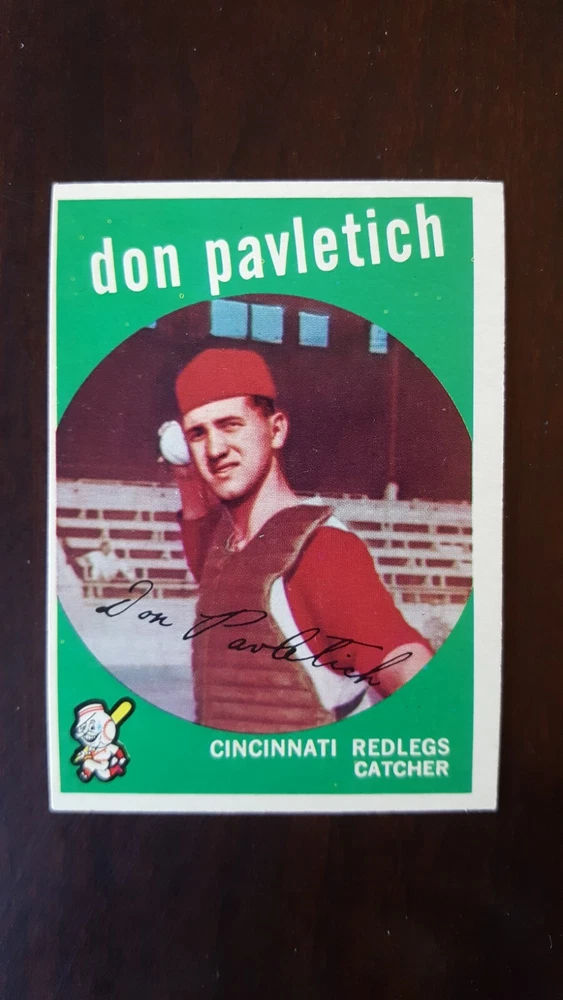 don pavletich
Don Pavletich
CINCINNATI REDLEGS
CATCHER